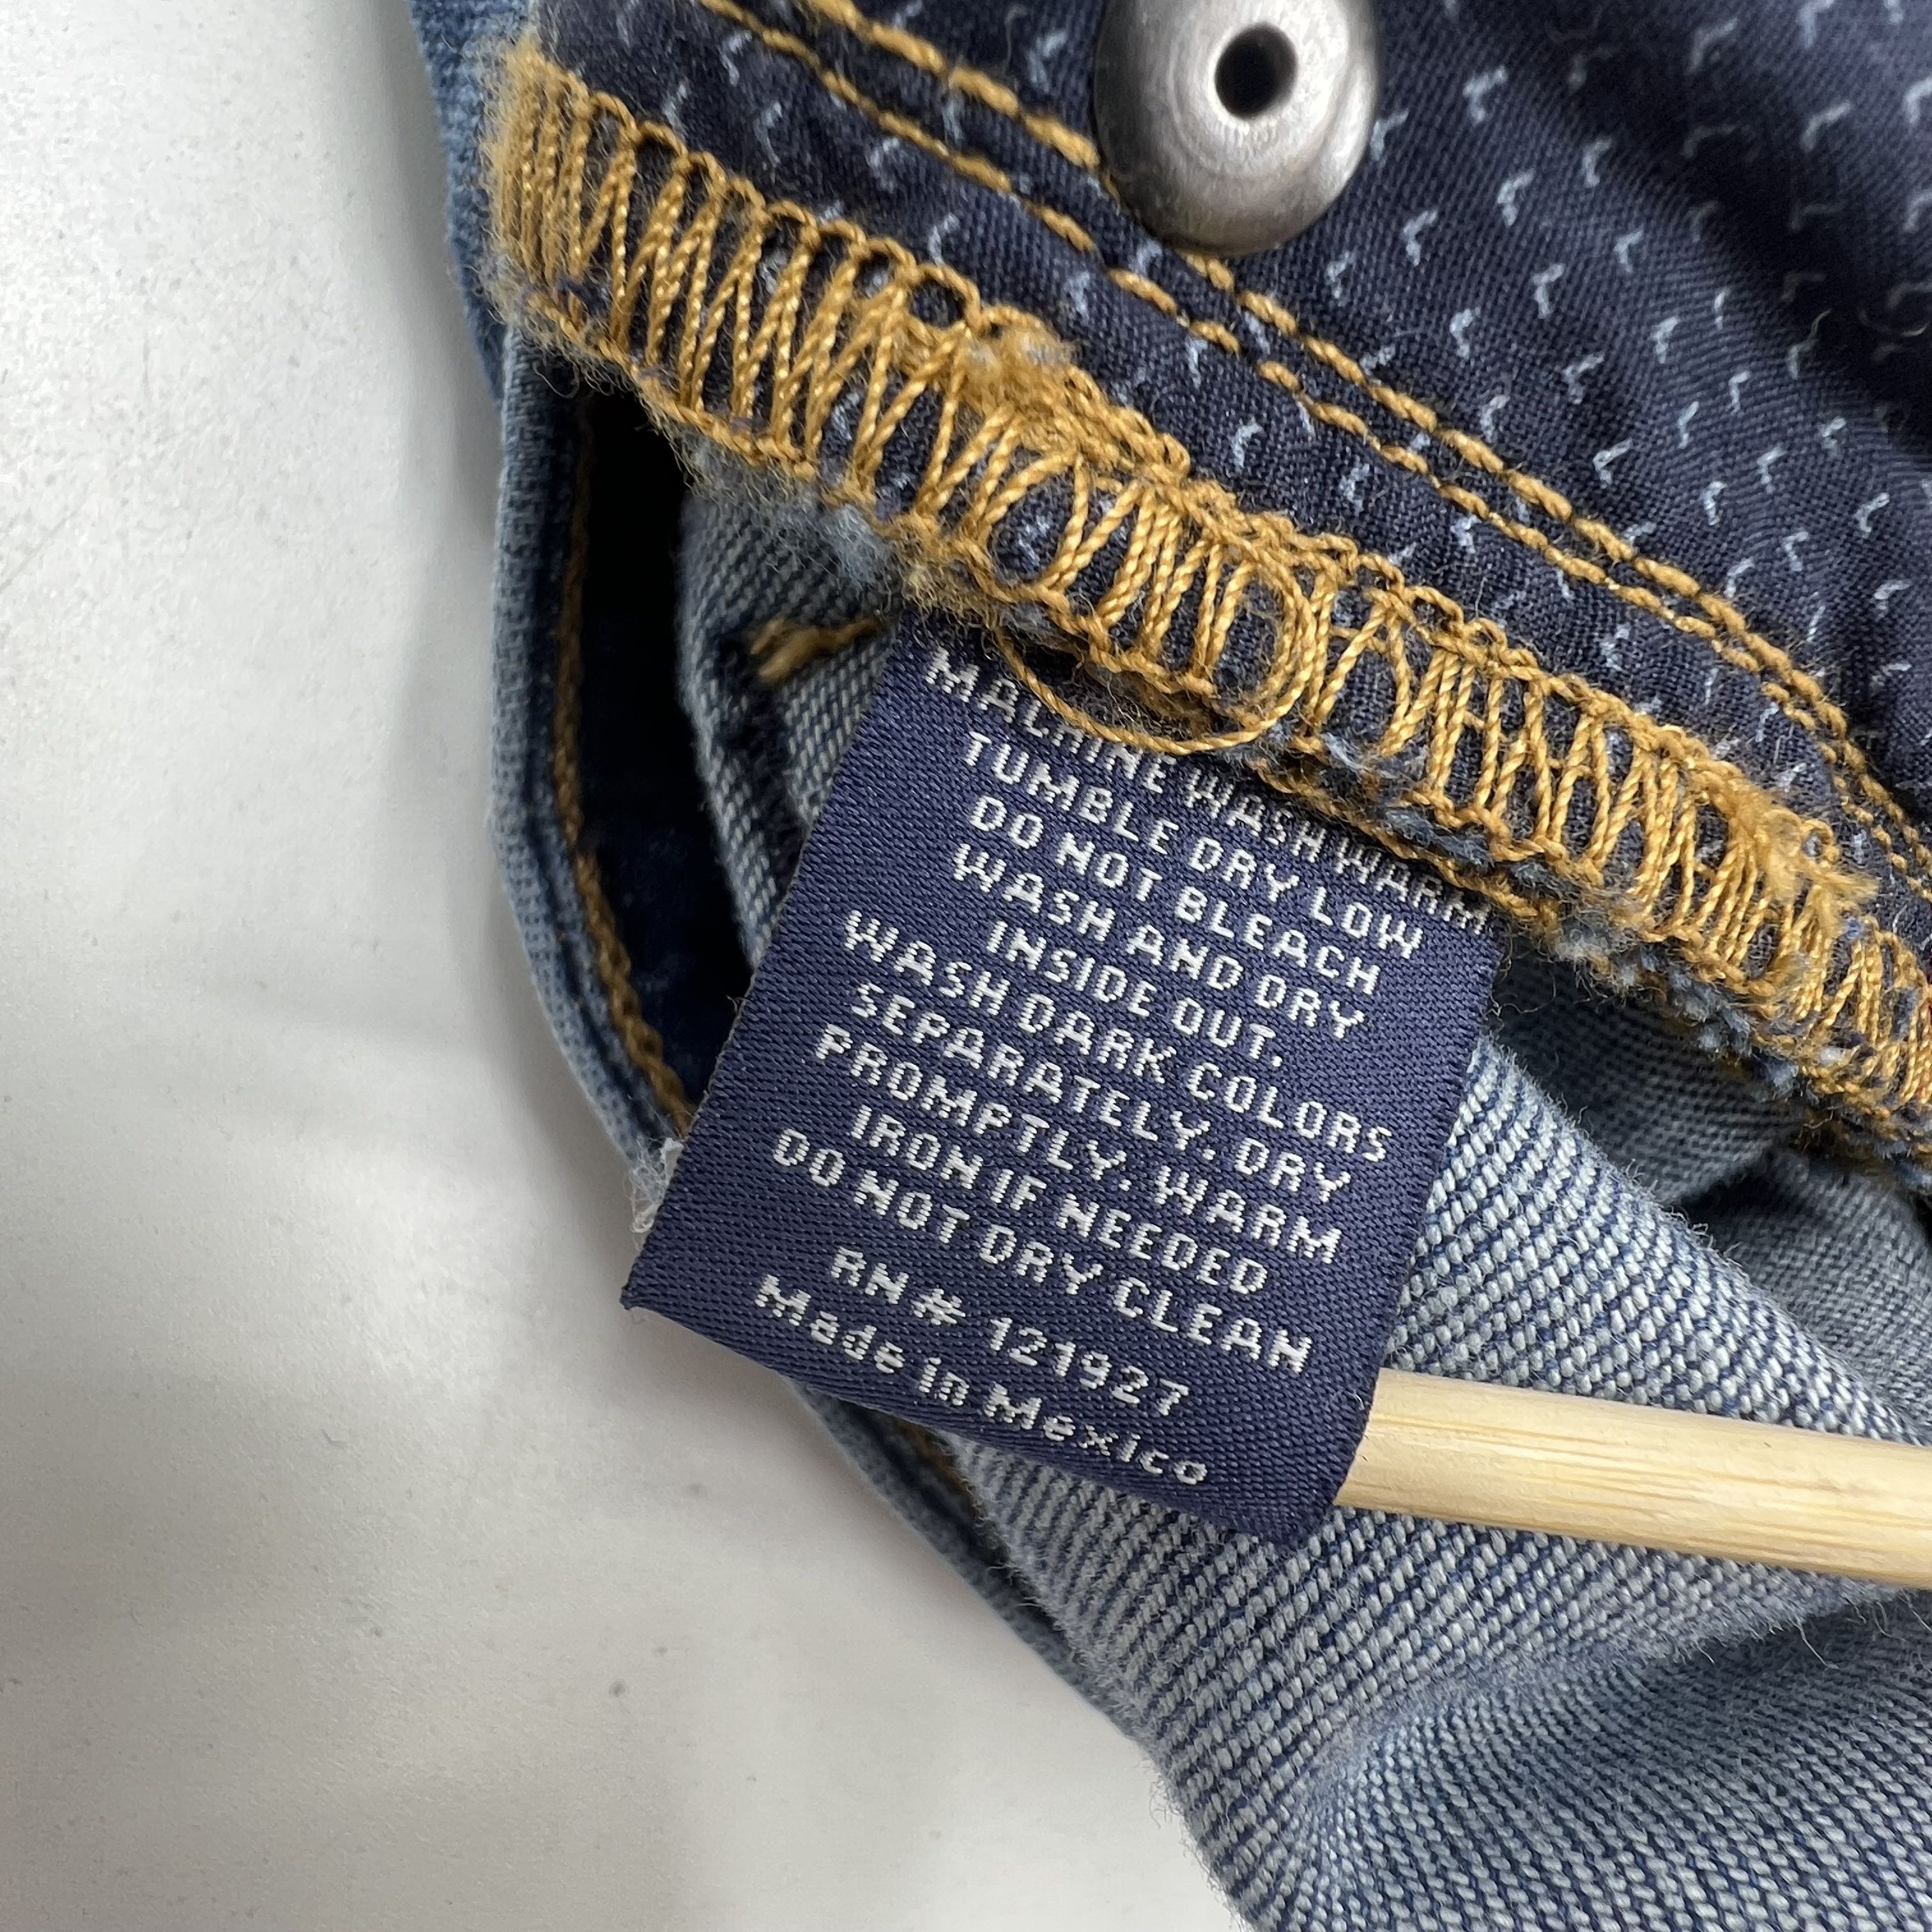 MACHINE WASH WARM
TUMBLE DRY LOW
DO NOT BLEACH
WASH AND DRY
INSIDE OUT.
WASH DARK COLORS
SEPARATELY. DRY
PROMPTLY. WARM
IRON IF NEEDED
DO NOT DRY CLEAN
RN# 121927
Made in Mexico